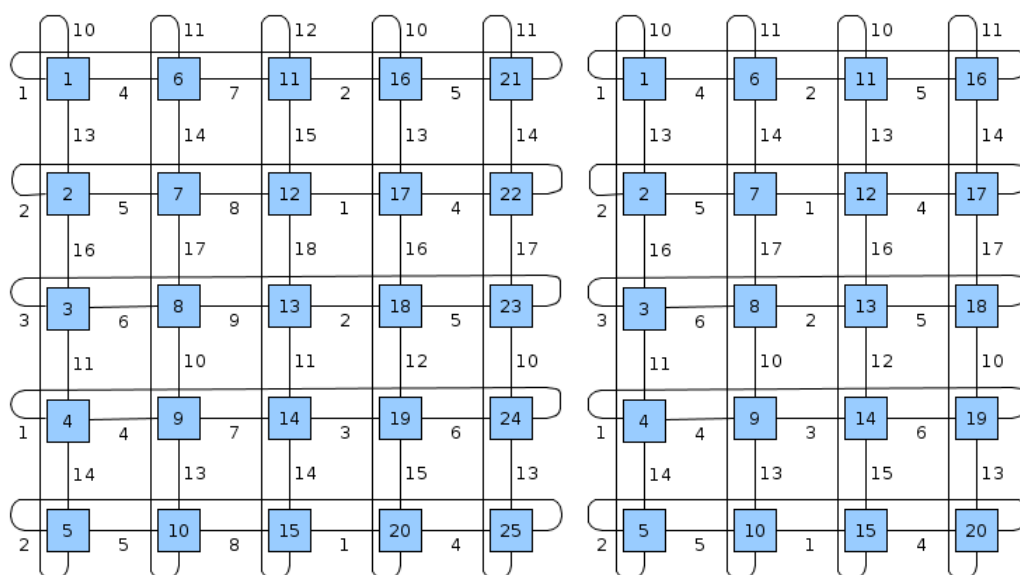 10 11 12 10 11 10 11 10 11
1 6 11 16 21 1 6 11 16
1 4 7 2 5 1 4 2 5
13 14 15 13 14 13 14 13 14
2 7 12 17 22 2 7 12 17
2 5 8 1 4 2 5 1 4
16 17 18 16 17 16 17 16 17
3 8 13 18 23 3 8 13 18
3 6 9 2 5 3 6 2 5
11 10 11 12 10 11 10 12 10
4 9 14 19 24 4 9 14 19
1 4 7 3 6 1 4 3 6
14 13 14 15 13 14 13 15 13
5 10 15 20 25 5 10 15 20
2 5 8 1 4 2 5 1 4